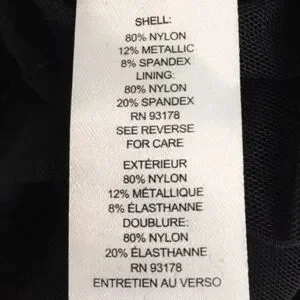 SHELL:
80% NYLON
12% METALLIC
8% SPANDEX
LINING:
80% NYLON
20% SPANDEX
RN 93178
SEE REVERSE
FOR CARE
EXTÉRIEUR
80% NYLON
12% MÉTALLIQUE
8% ÉLASTHANNE
DOUBLURE:
80% NYLON
20% ÉLASTHANNE
RN 93178
ENTRETIEN AU VERSO